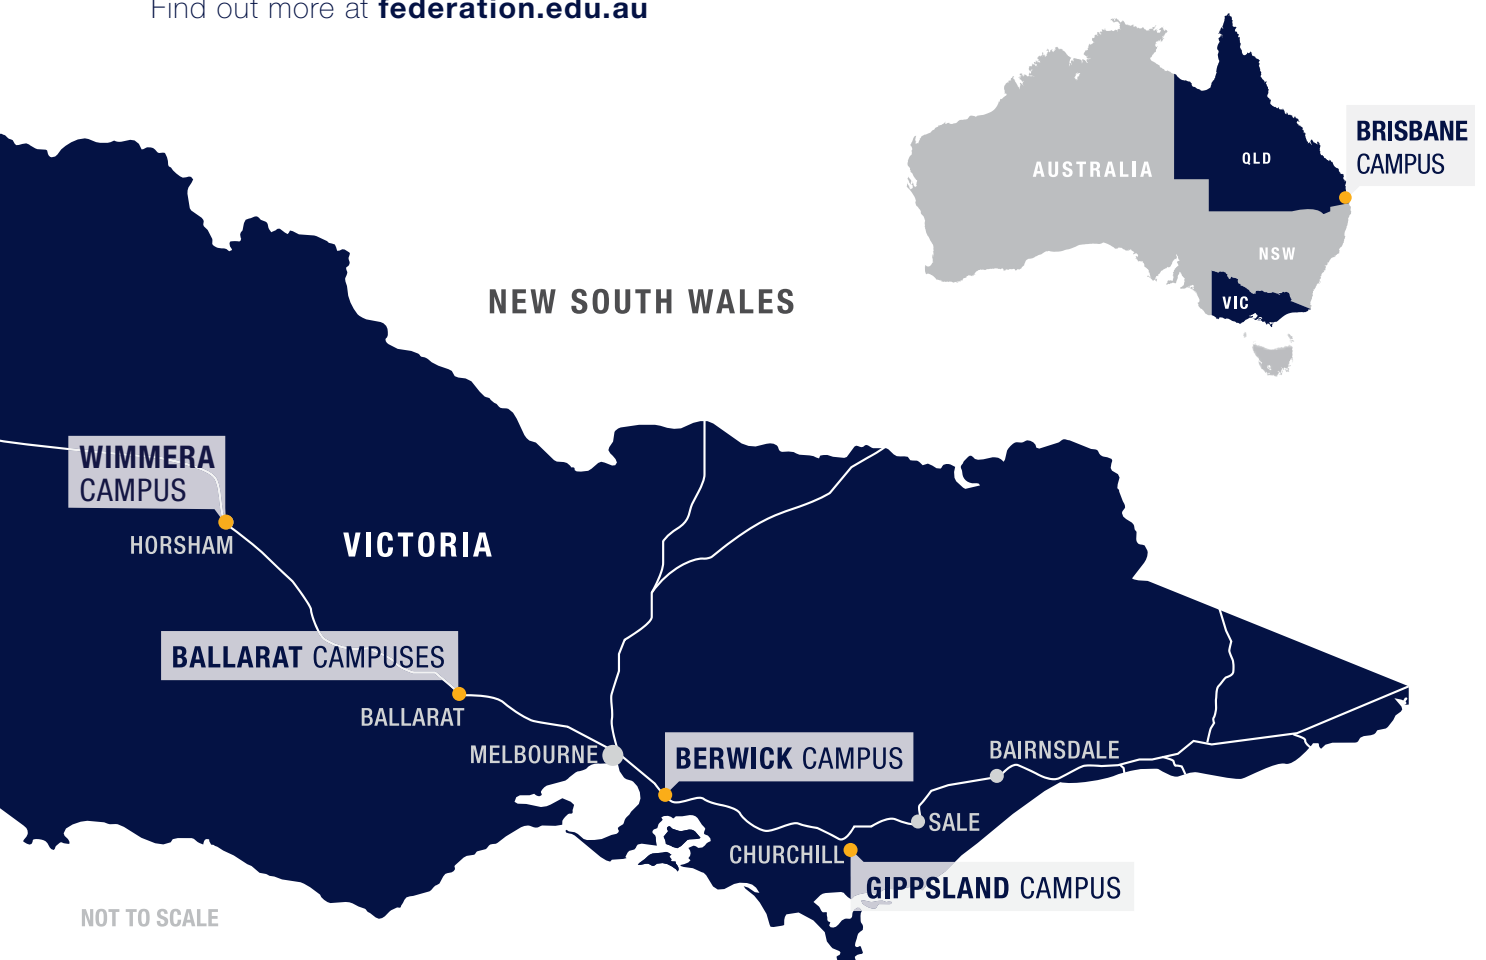 Find out more at federation.edu.au
BRISBANE
CAMPUS
AUSTRALIA
QLD
NSW
VIC
NEW SOUTH WALES
WIMMERA
CAMPUS
HORSHAM
VICTORIA
BALLARAT CAMPUSES
BALLARAT
MELBOURNE
BERWICK CAMPUS
BAIRNSDALE
SALE
CHURCHILL
GIPPSLAND CAMPUS
NOT TO SCALE